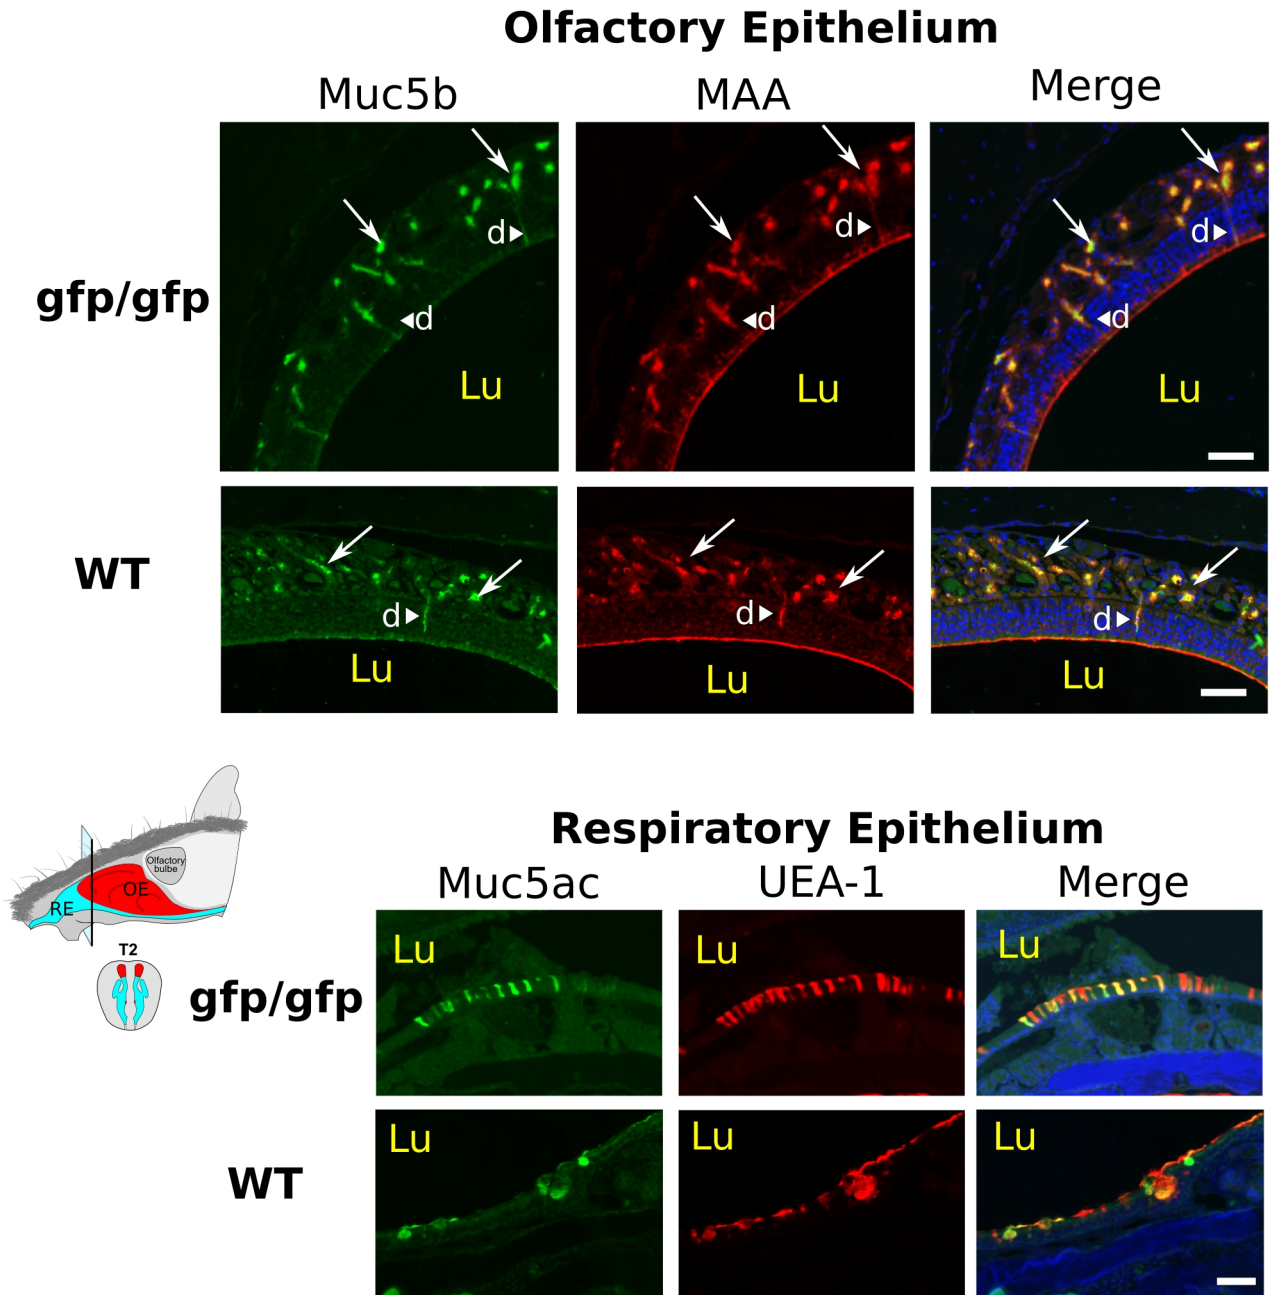 Olfactory Epithelium
Muc5b MAA Merge
gfp/gfp
d d d
d d d
Lu Lu Lu
WT
d d d
Lu Lu Lu
Respiratory Epithelium
Muc5ac UEA-1 Merge
Olfactory
bulbe
OE
RE
T2
gfp/gfp
Lu Lu Lu
WT
Lu Lu Lu